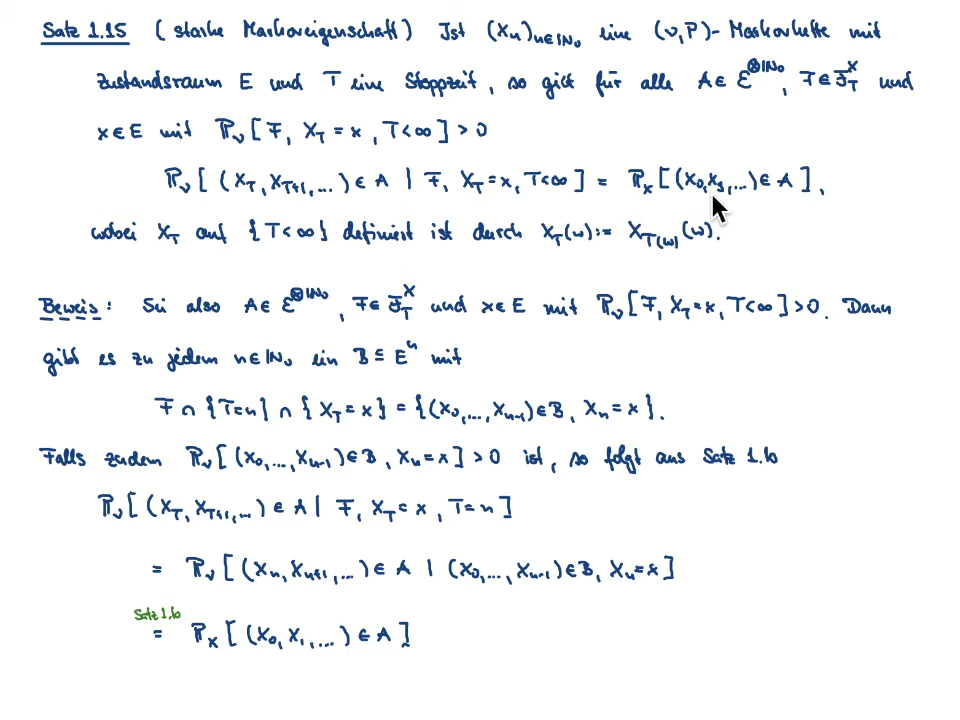 Satz 1.15 (starke Markoveigenschaft) Ist (X_n)_{n∈ℕ₀} eine (ν,P)-Markovkette mit
Zustandsraum E und T eine Stoppzeit, so gilt für alle A∈ℰ^{⊗ℕ₀}, F∈ℱ_T^X und
x∈E mit ℙ_ν[F, X_T = x, T<∞] > 0
ℙ_ν[(X_T, X_{T+1},...) ∈ A | F, X_T = x, T<∞] = ℙ_x[(X_0, X_1,...) ∈ A],
wobei X_T auf {T<∞} definiert ist durch X_T(ω) := X_{T(ω)}(ω).
Beweis: Sei also A∈ℰ^{⊗ℕ₀}, F∈ℱ_T^X und x∈E mit ℙ_ν[F, X_T = x, T<∞] > 0. Dann
gibt es zu jedem n∈ℕ₀ ein B ⊆ E^n mit
F ∩ {T=n} ∩ {X_T = x} = {(X_0,..., X_{n-1}) ∈ B, X_n = x}.
Falls zudem ℙ_ν[(X_0,..., X_{n-1}) ∈ B, X_n = x] > 0 ist, so folgt aus Satz 1.6
ℙ_ν[(X_T, X_{T+1},...) ∈ A | F, X_T = x, T=n]
= ℙ_ν[(X_n, X_{n+1},...) ∈ A | (X_0,..., X_{n-1}) ∈ B, X_n = x]
Satz 1.6
= ℙ_x[(X_0, X_1,...) ∈ A]